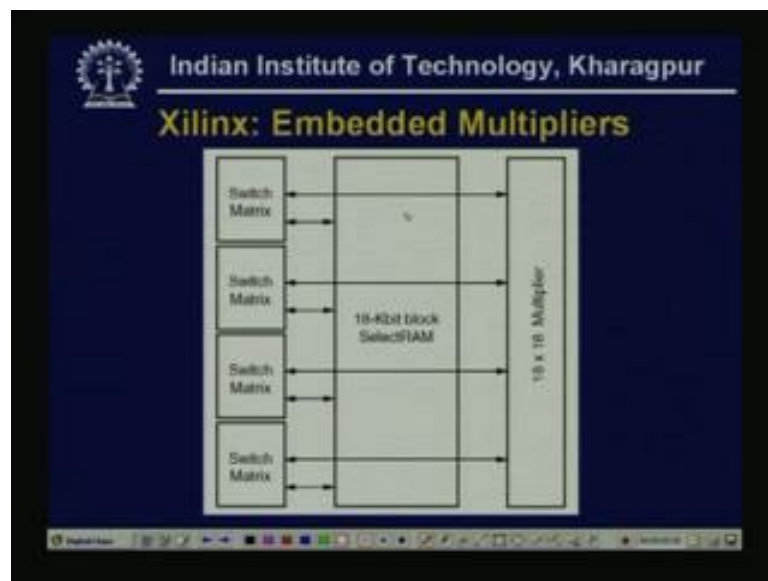 Indian Institute of Technology, Kharagpur
Xilinx: Embedded Multipliers
Switch
Matrix
Switch
Matrix
18-Kbit block
SelectRAM
18 x 18 Multiplier
Switch
Matrix
Switch
Matrix